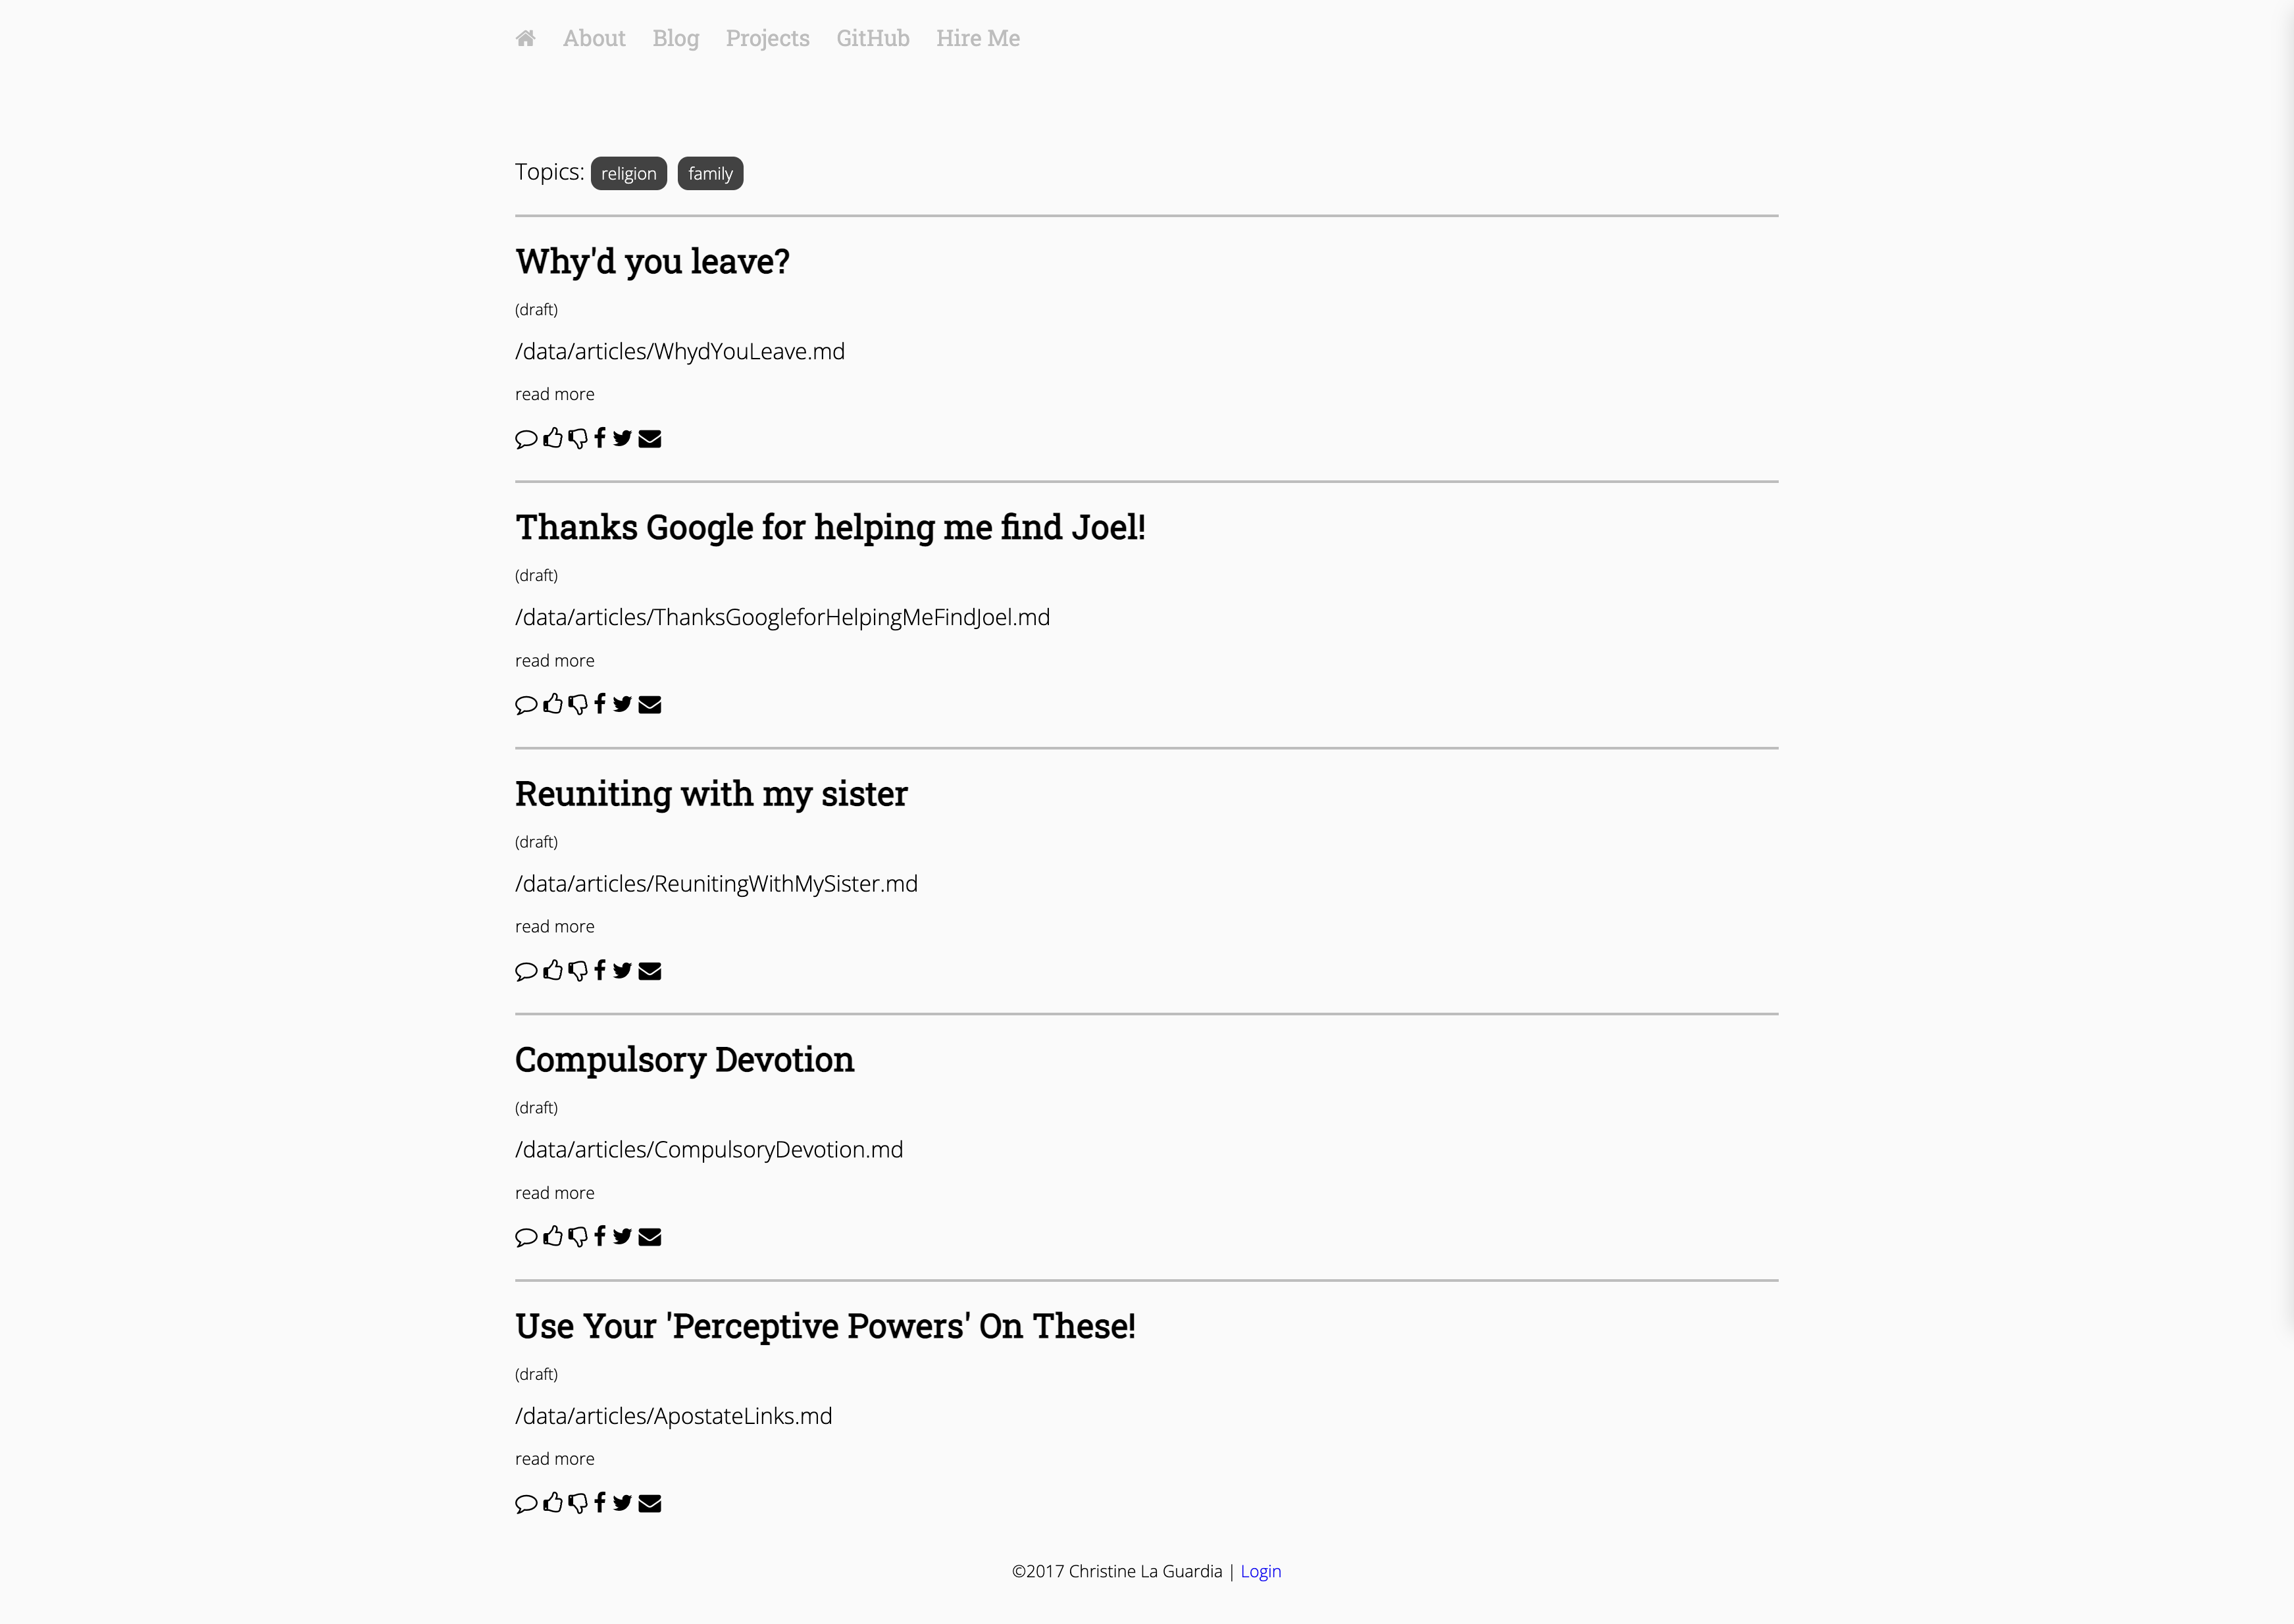 About Blog Projects GitHub Hire Me
Topics: religion family
Why'd you leave?
(draft)
/data/articles/WhydYouLeave.md
read more
Thanks Google for helping me find Joel!
(draft)
/data/articles/ThanksGoogleforHelpingMeFindJoel.md
read more
Reuniting with my sister
(draft)
/data/articles/ReunitingWithMySister.md
read more
Compulsory Devotion
(draft)
/data/articles/CompulsoryDevotion.md
read more
Use Your 'Perceptive Powers' On These!
(draft)
/data/articles/ApostateLinks.md
read more
©2017 Christine La Guardia | Login